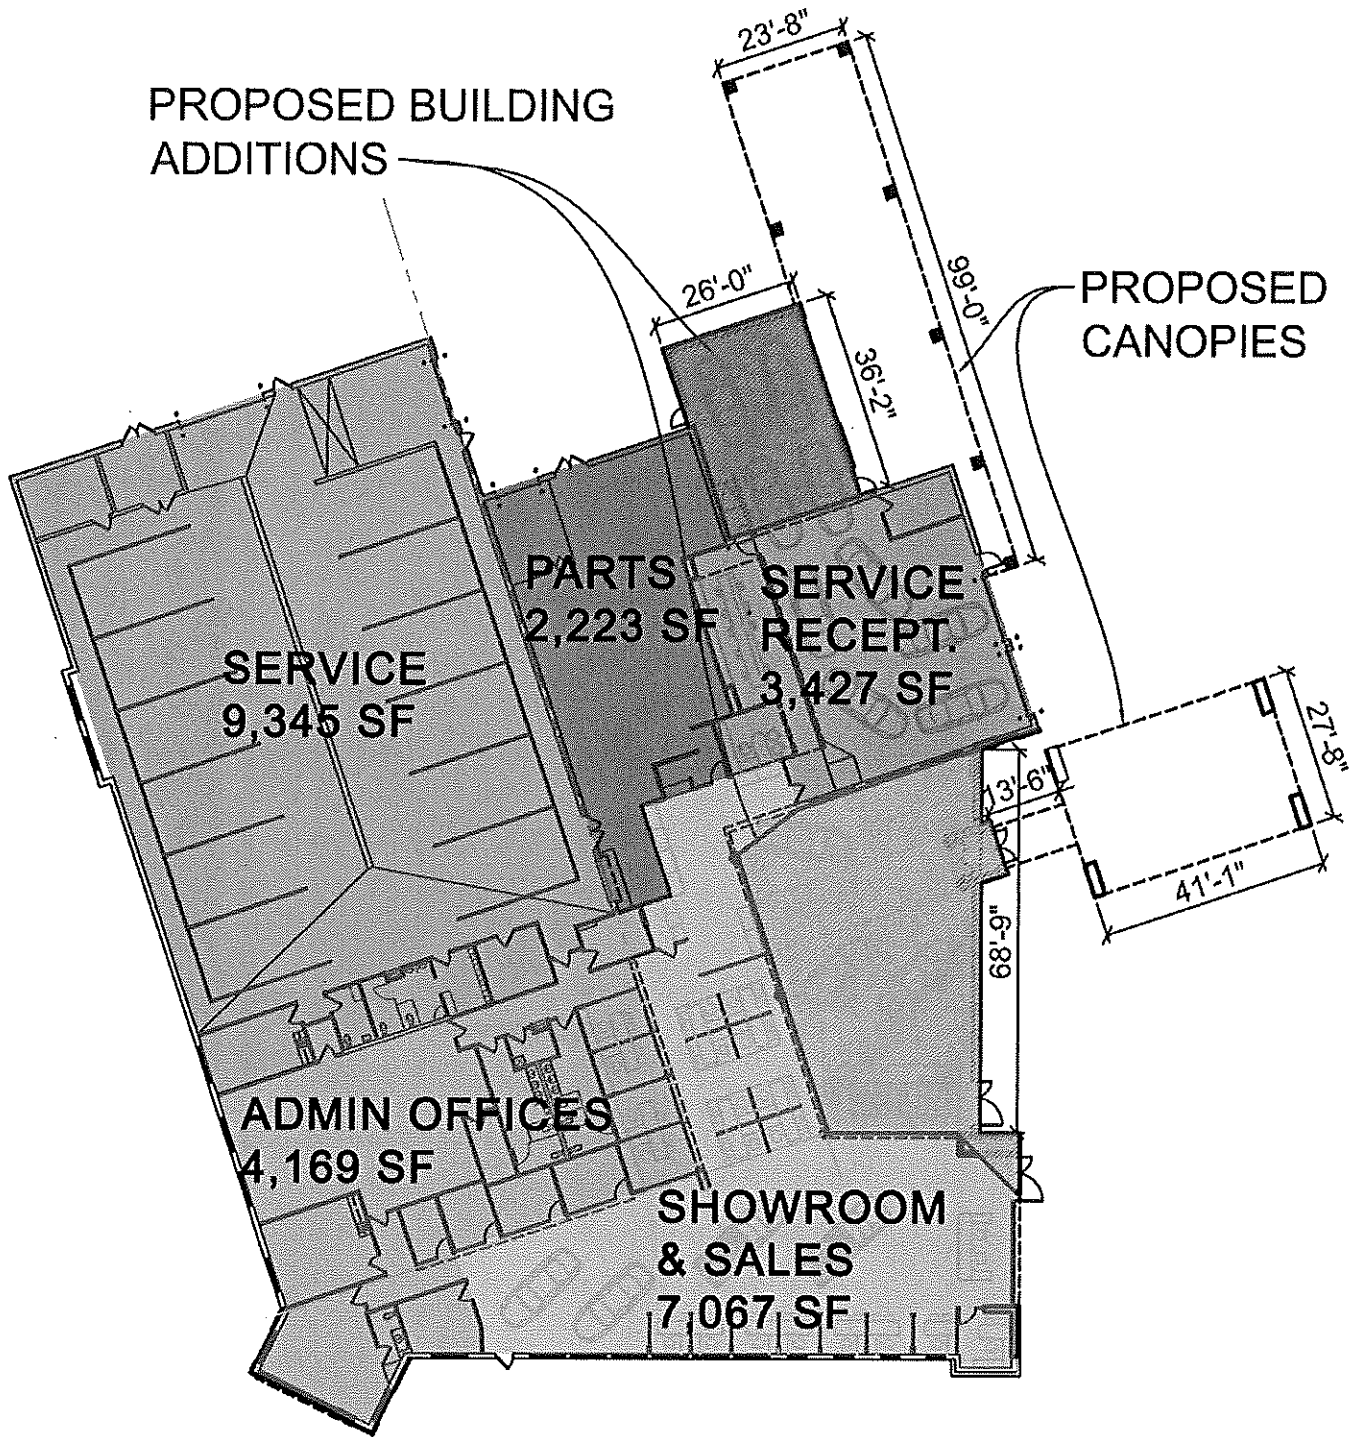 23'-8"
PROPOSED BUILDING
ADDITIONS
99'-0"
26'-0"
PROPOSED
CANOPIES
36'-2"
PARTS
2,223 SF
SERVICE
RECEPT.
3,427 SF
SERVICE
9,345 SF
27'-8"
13'-6"
41'-1"
68'-9"
ADMIN OFFICES
4,169 SF
SHOWROOM
& SALES
7,067 SF